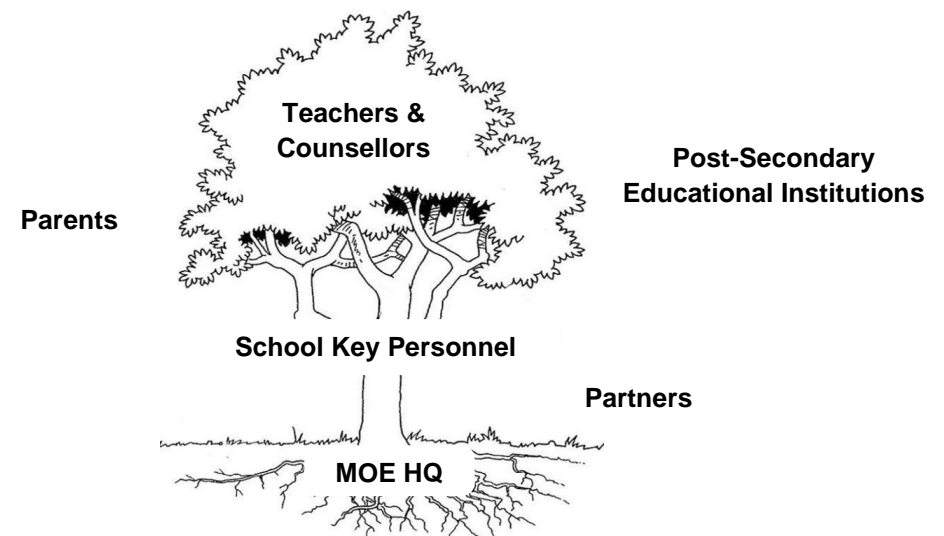 Teachers &
Counsellors
Post-Secondary
Educational Institutions
Parents
School Key Personnel
Partners
MOE HQ